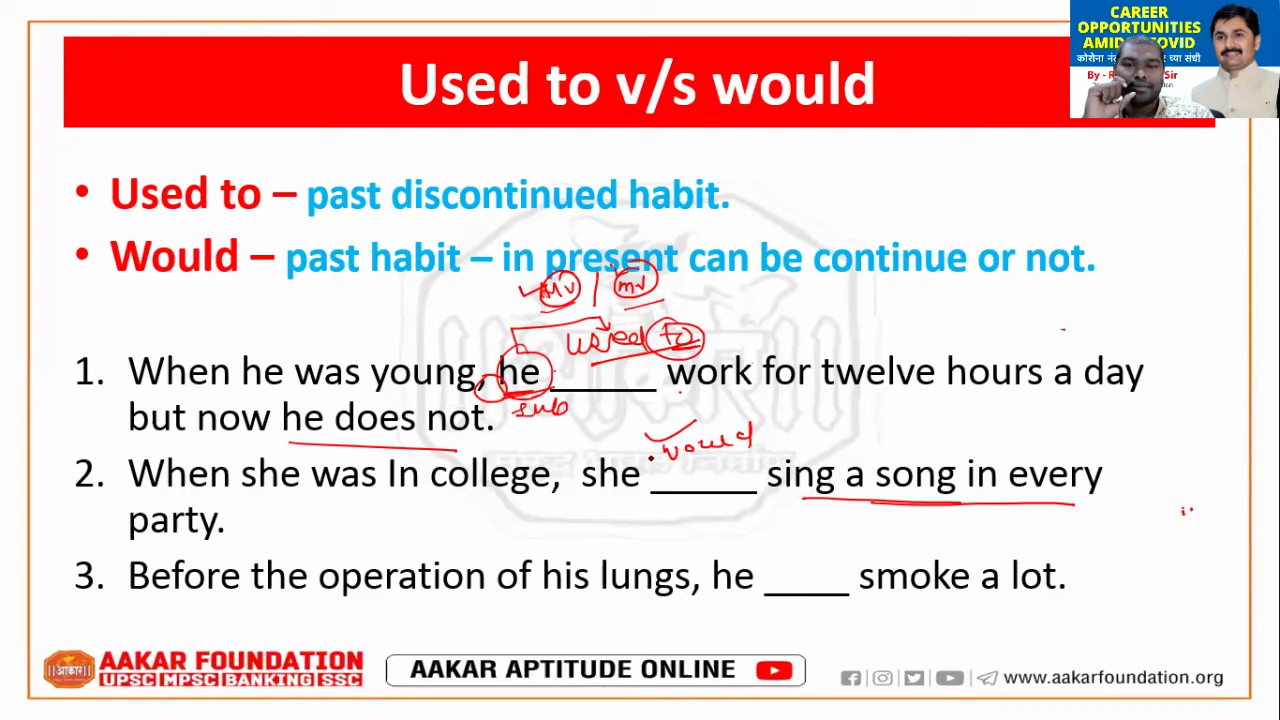 CAREER
OPPORTUNITIES
AMID COVID
Sir
Used to v/s would
• Used to – past discontinued habit.
• Would – past habit – in present can be continue or not.
MV mv
used to
1. When he was young, he ______ work for twelve hours a day
sub
but now he does not.
would
2. When she was In college, she ______ sing a song in every
party.
3. Before the operation of his lungs, he ____ smoke a lot.
आकार
AAKAR FOUNDATION
UPSC|MPSC|BANKING|SSC
AAKAR APTITUDE ONLINE
www.aakarfoundation.org